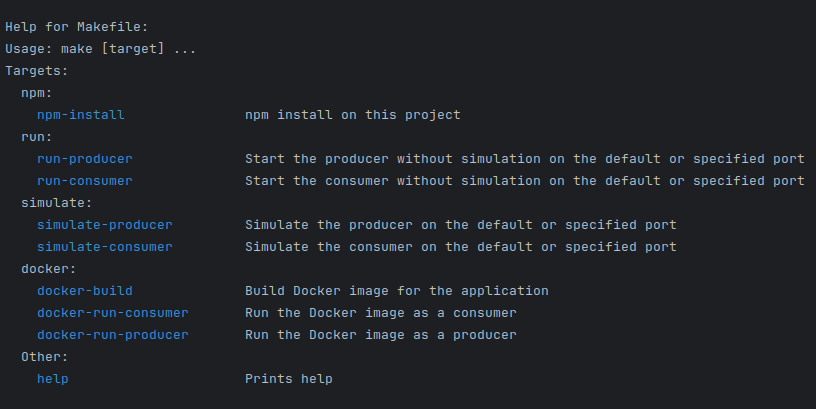 Help for Makefile:
Usage: make [target] ...
Targets:
  npm:
    npm-install               npm install on this project
  run:
    run-producer              Start the producer without simulation on the default or specified port
    run-consumer              Start the consumer without simulation on the default or specified port
  simulate:
    simulate-producer         Simulate the producer on the default or specified port
    simulate-consumer         Simulate the consumer on the default or specified port
  docker:
    docker-build              Build Docker image for the application
    docker-run-consumer       Run the Docker image as a consumer
    docker-run-producer       Run the Docker image as a producer
  Other:
    help                      Prints help